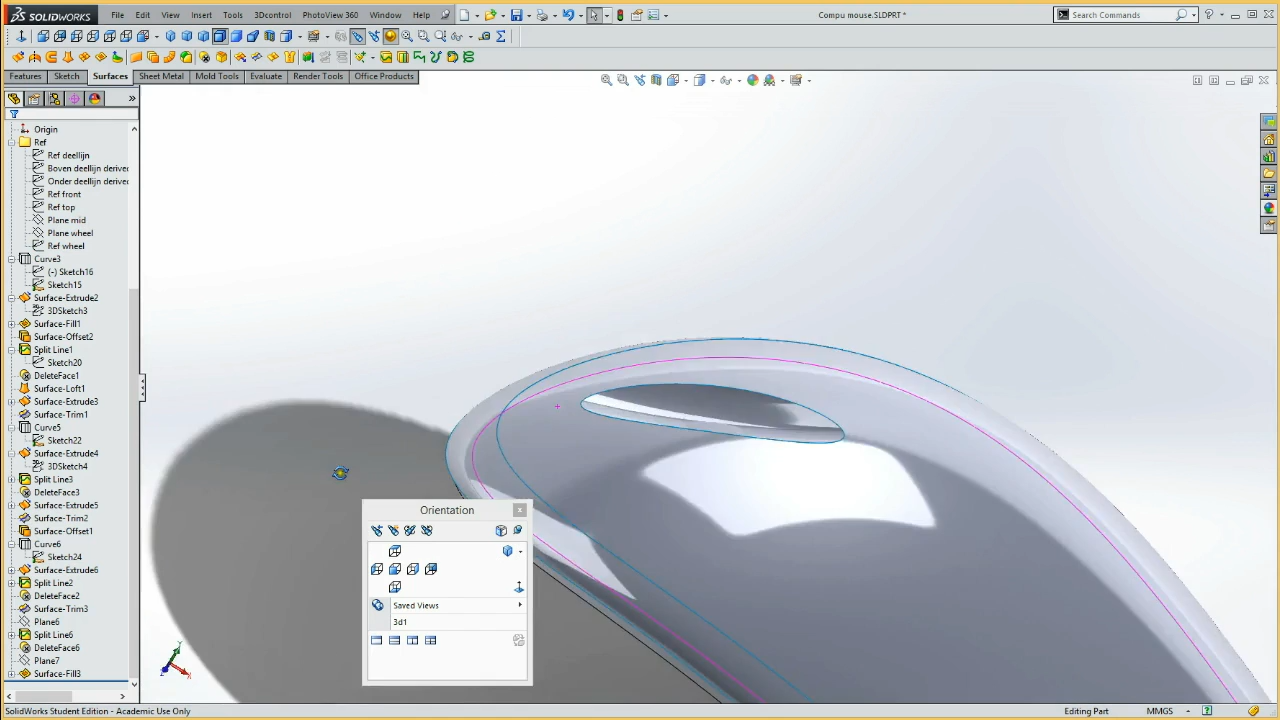 SOLIDWORKS File Edit View Insert Tools 3Dcontrol PhotoView 360 Window Help Compu mouse.SLDPRT * Search Commands
Features Sketch Surfaces Sheet Metal Mold Tools Evaluate Render Tools Office Products
Origin
Ref
Ref deellijn
Boven deellijn derived
Onder deellijn derived
Ref front
Ref top
Plane mid
Plane wheel
Ref wheel
Curve3
(-) Sketch16
Sketch15
Surface-Extrude2
3DSketch3
Surface-Fill1
Surface-Offset2
Split Line1
Sketch20
DeleteFace1
Surface-Loft1
Surface-Extrude3
Surface-Trim1
Curve5
Sketch22
Surface-Extrude4
3DSketch4
Split Line3
DeleteFace3
Surface-Extrude5
Surface-Trim2
Surface-Offset1
Curve6
Sketch24
Surface-Extrude6
Split Line2
DeleteFace2
Surface-Trim3
Plane6
Split Line6
DeleteFace6
Plane7
Surface-Fill3
Orientation
Saved Views
3d1
SolidWorks Student Edition - Academic Use Only Editing Part MMGS